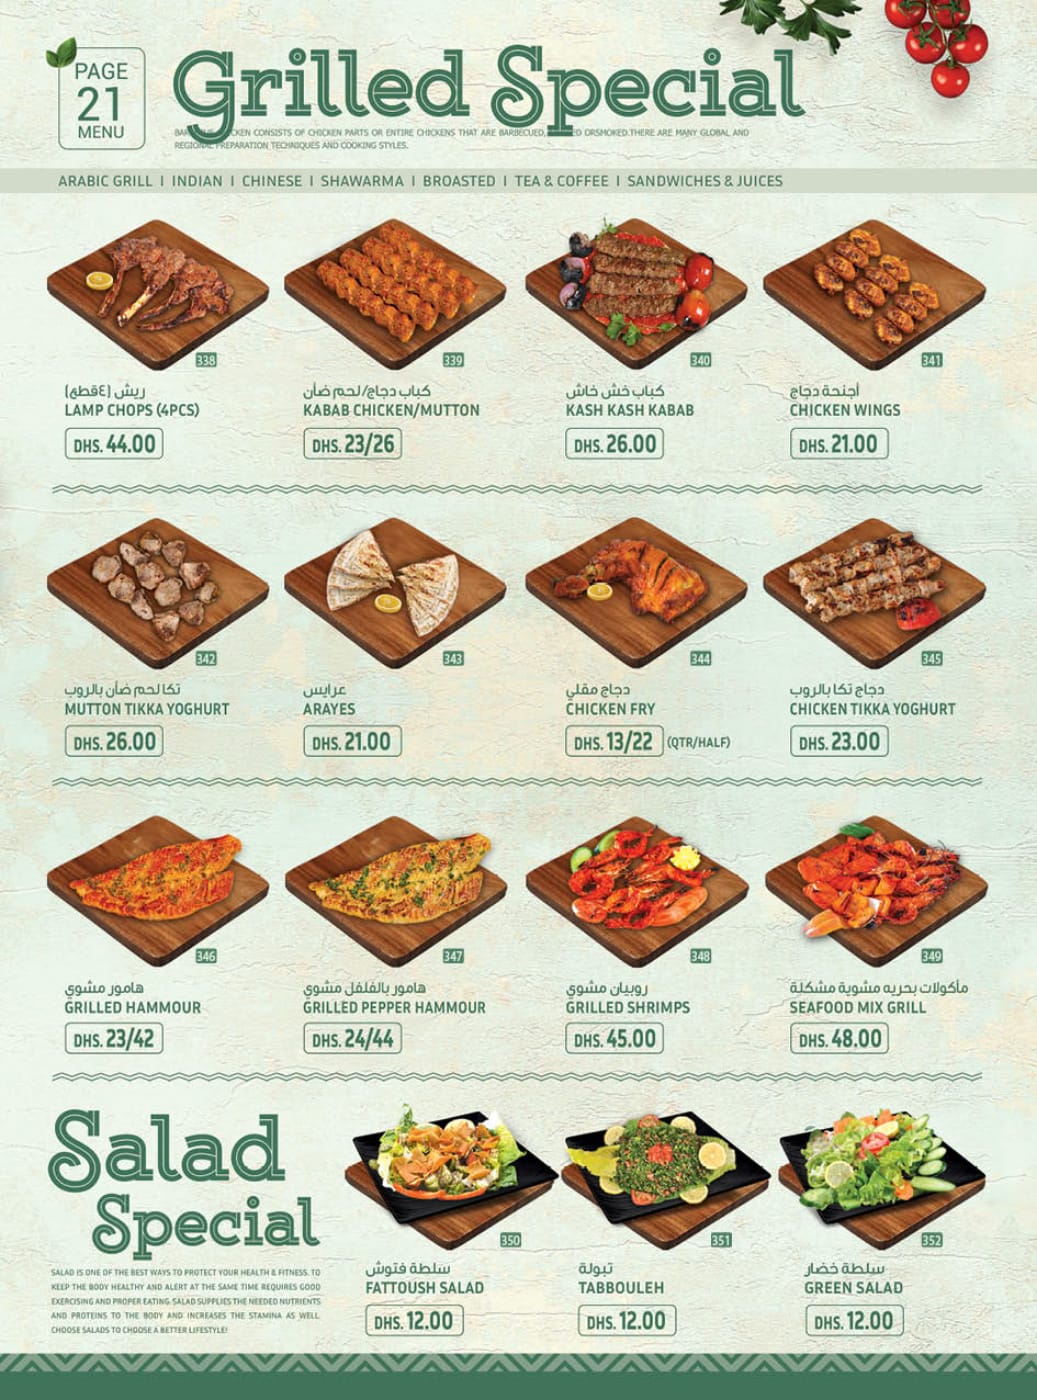 PAGE
21
MENU
Grilled Special
CKEN CONSISTS OF CHICKEN PARTS OR ENTIRE CHICKENS THAT ARE BARBECUED, ED ORSMOKED.THERE ARE MANY GLOBAL AND
REGIONAL PREPARATION TECHNIQUES AND COOKING STYLES.
ARABIC GRILL I INDIAN I CHINESE I SHAWARMA I BROASTED I TEA & COFFEE I SANDWICHES & JUICES
338
ريش (٤قطع)
LAMP CHOPS (4PCS)
DHS. 44.00
339
كباب دجاج/لحم ضأن
KABAB CHICKEN/MUTTON
DHS. 23/26
340
كباب خش خاش
KASH KASH KABAB
DHS. 26.00
341
أجنحة دجاج
CHICKEN WINGS
DHS. 21.00
342
تكا لحم ضأن بالروب
MUTTON TIKKA YOGHURT
DHS. 26.00
343
عرايس
ARAYES
DHS. 21.00
344
دجاج مقلي
CHICKEN FRY
DHS. 13/22 (QTR/HALF)
345
دجاج تكا بالروب
CHICKEN TIKKA YOGHURT
DHS. 23.00
346
هامور مشوي
GRILLED HAMMOUR
DHS. 23/42
347
هامور بالفلفل مشوي
GRILLED PEPPER HAMMOUR
DHS. 24/44
348
روبيان مشوي
GRILLED SHRIMPS
DHS. 45.00
349
مأكولات بحريه مشوية مشكلة
SEAFOOD MIX GRILL
DHS. 48.00
Salad
Special
SALAD IS ONE OF THE BEST WAYS TO PROTECT YOUR HEALTH & FITNESS. TO
KEEP THE BODY HEALTHY AND ALERT AT THE SAME TIME REQUIRES GOOD
EXERCISING AND PROPER EATING. SALAD SUPPLIES THE NEEDED NUTRIENTS
AND PROTEINS TO THE BODY AND INCREASES THE STAMINA AS WELL.
CHOOSE SALADS TO CHOOSE A BETTER LIFESTYLE!
350
سلطة فتوش
FATTOUSH SALAD
DHS. 12.00
351
تبولة
TABBOULEH
DHS. 12.00
352
سلطة خضار
GREEN SALAD
DHS. 12.00